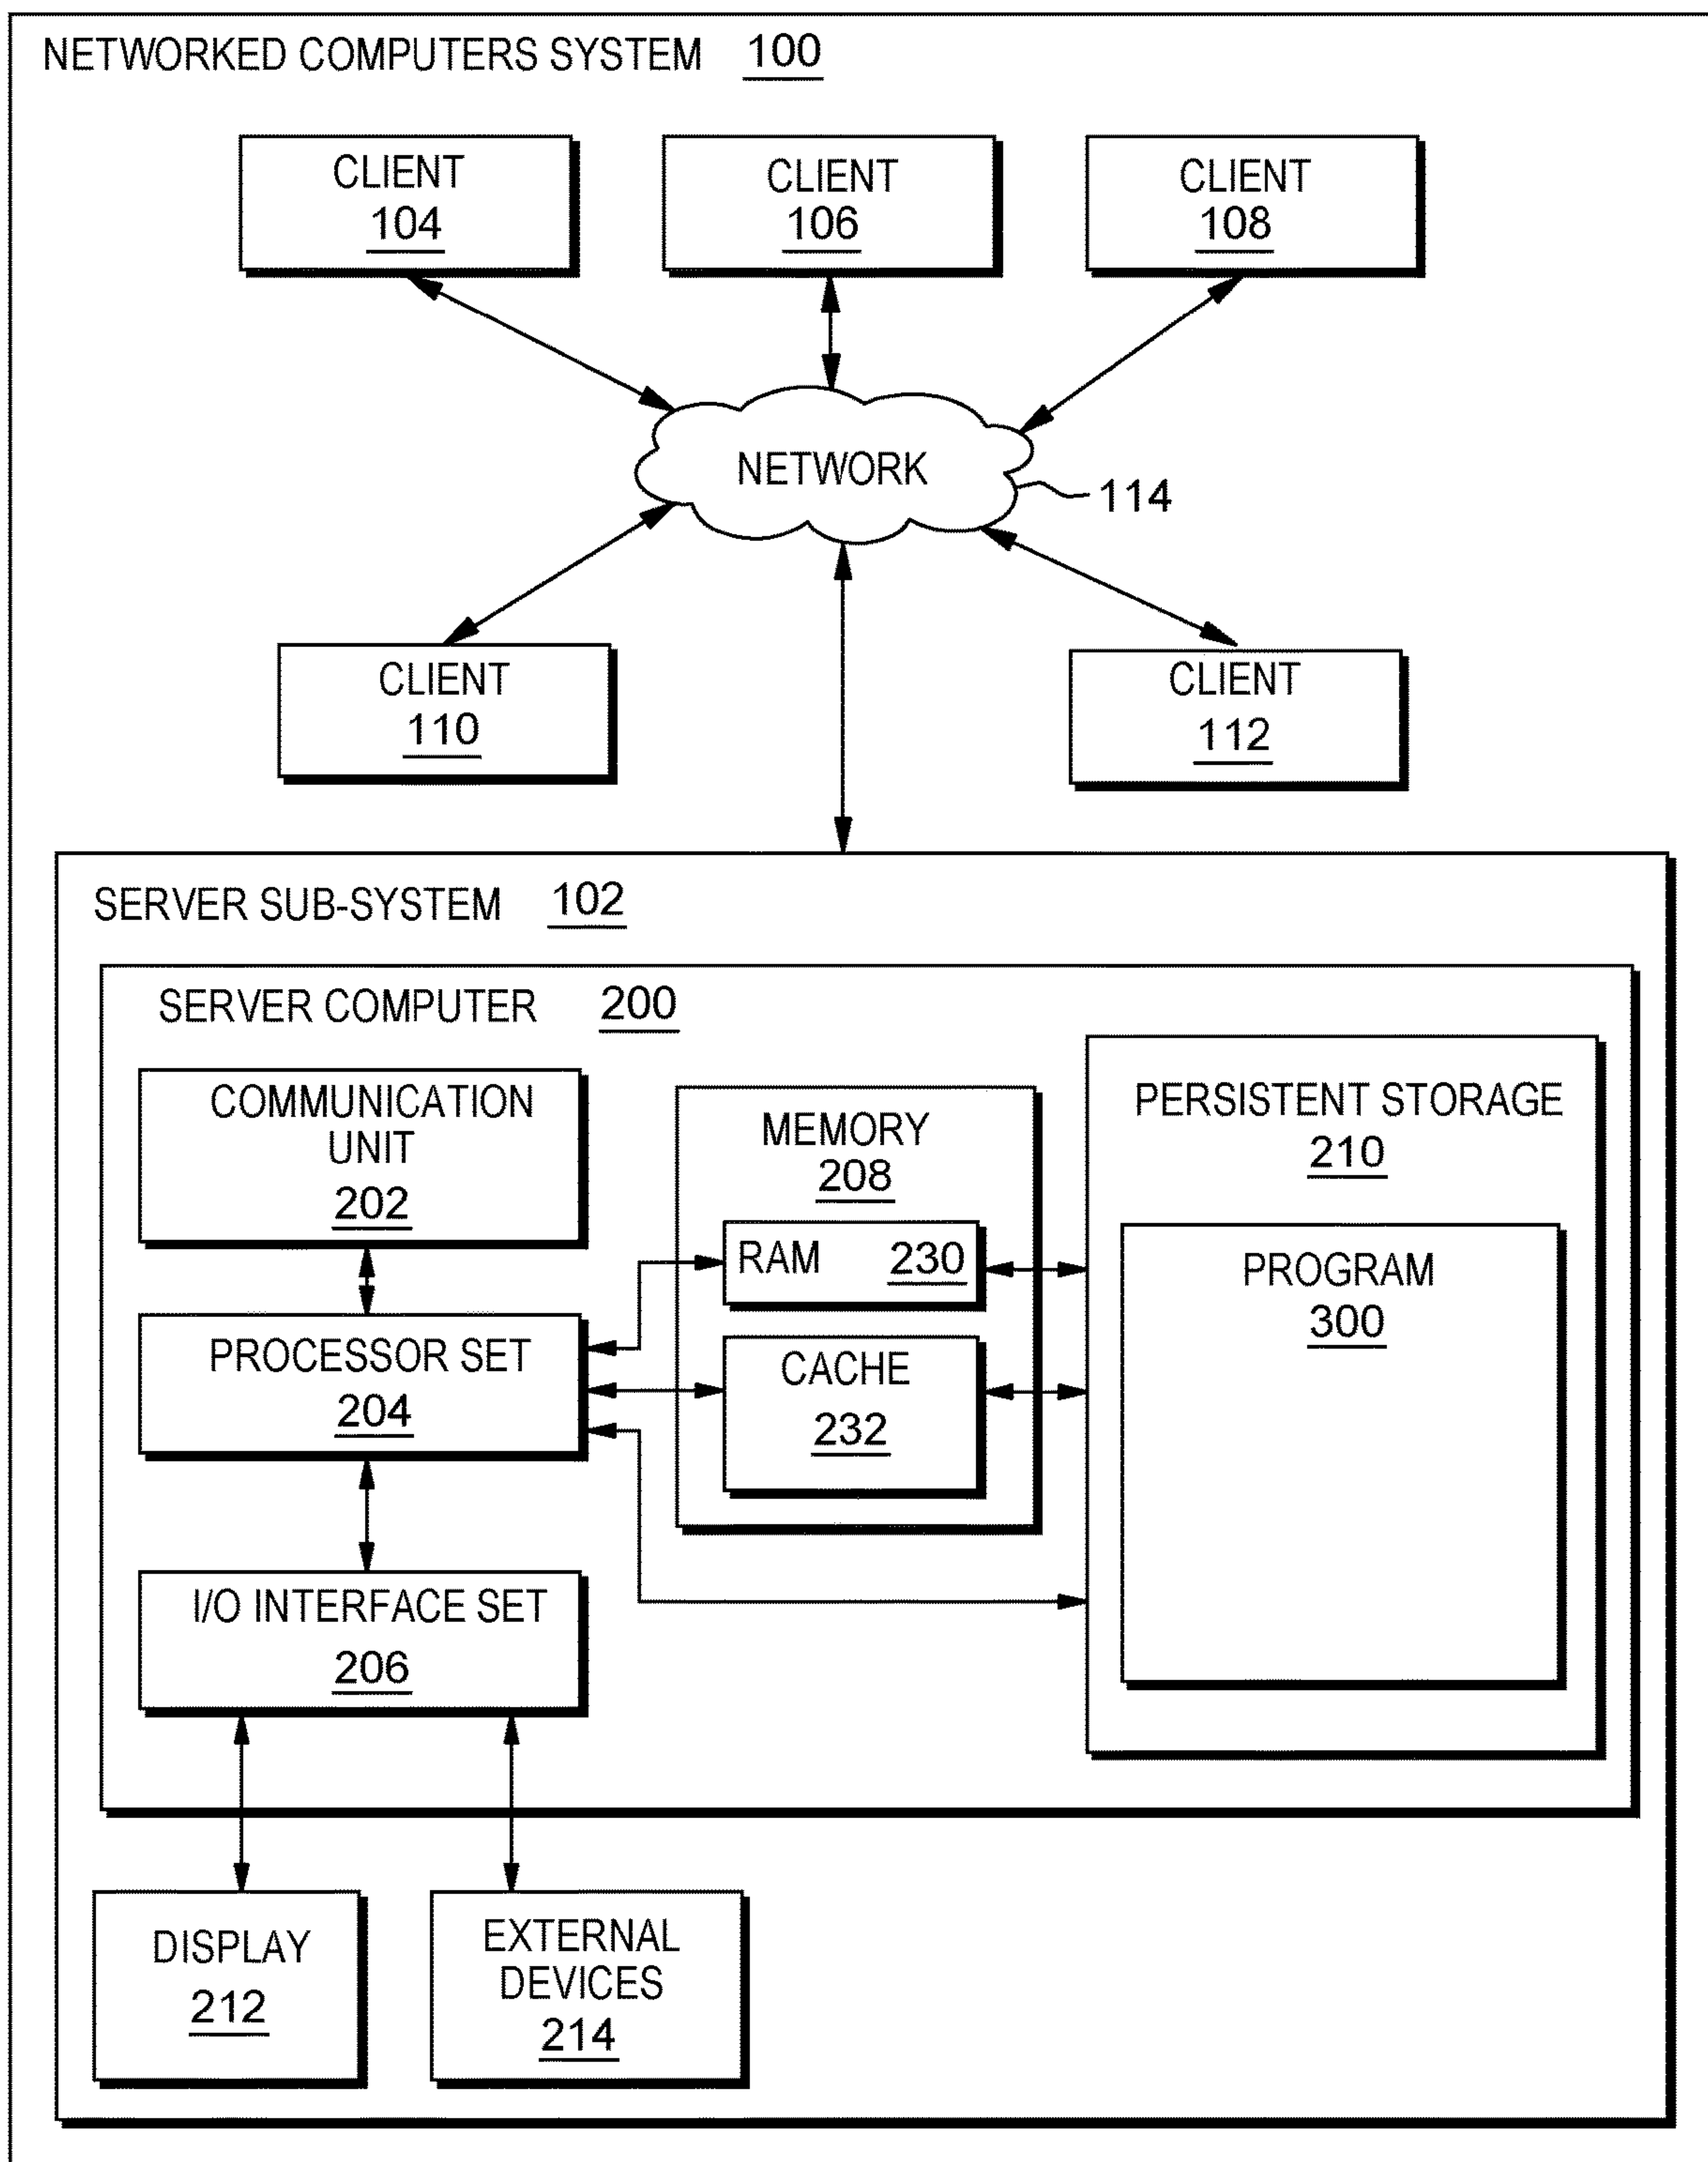 NETWORKED COMPUTERS SYSTEM 100
CLIENT
104
CLIENT
106
CLIENT
108
NETWORK
114
CLIENT
110
CLIENT
112
SERVER SUB-SYSTEM 102
SERVER COMPUTER 200
COMMUNICATION
UNIT
202
PROCESSOR SET
204
I/O INTERFACE SET
206
MEMORY
208
RAM 230
CACHE
232
PERSISTENT STORAGE
210
PROGRAM
300
DISPLAY
212
EXTERNAL
DEVICES
214